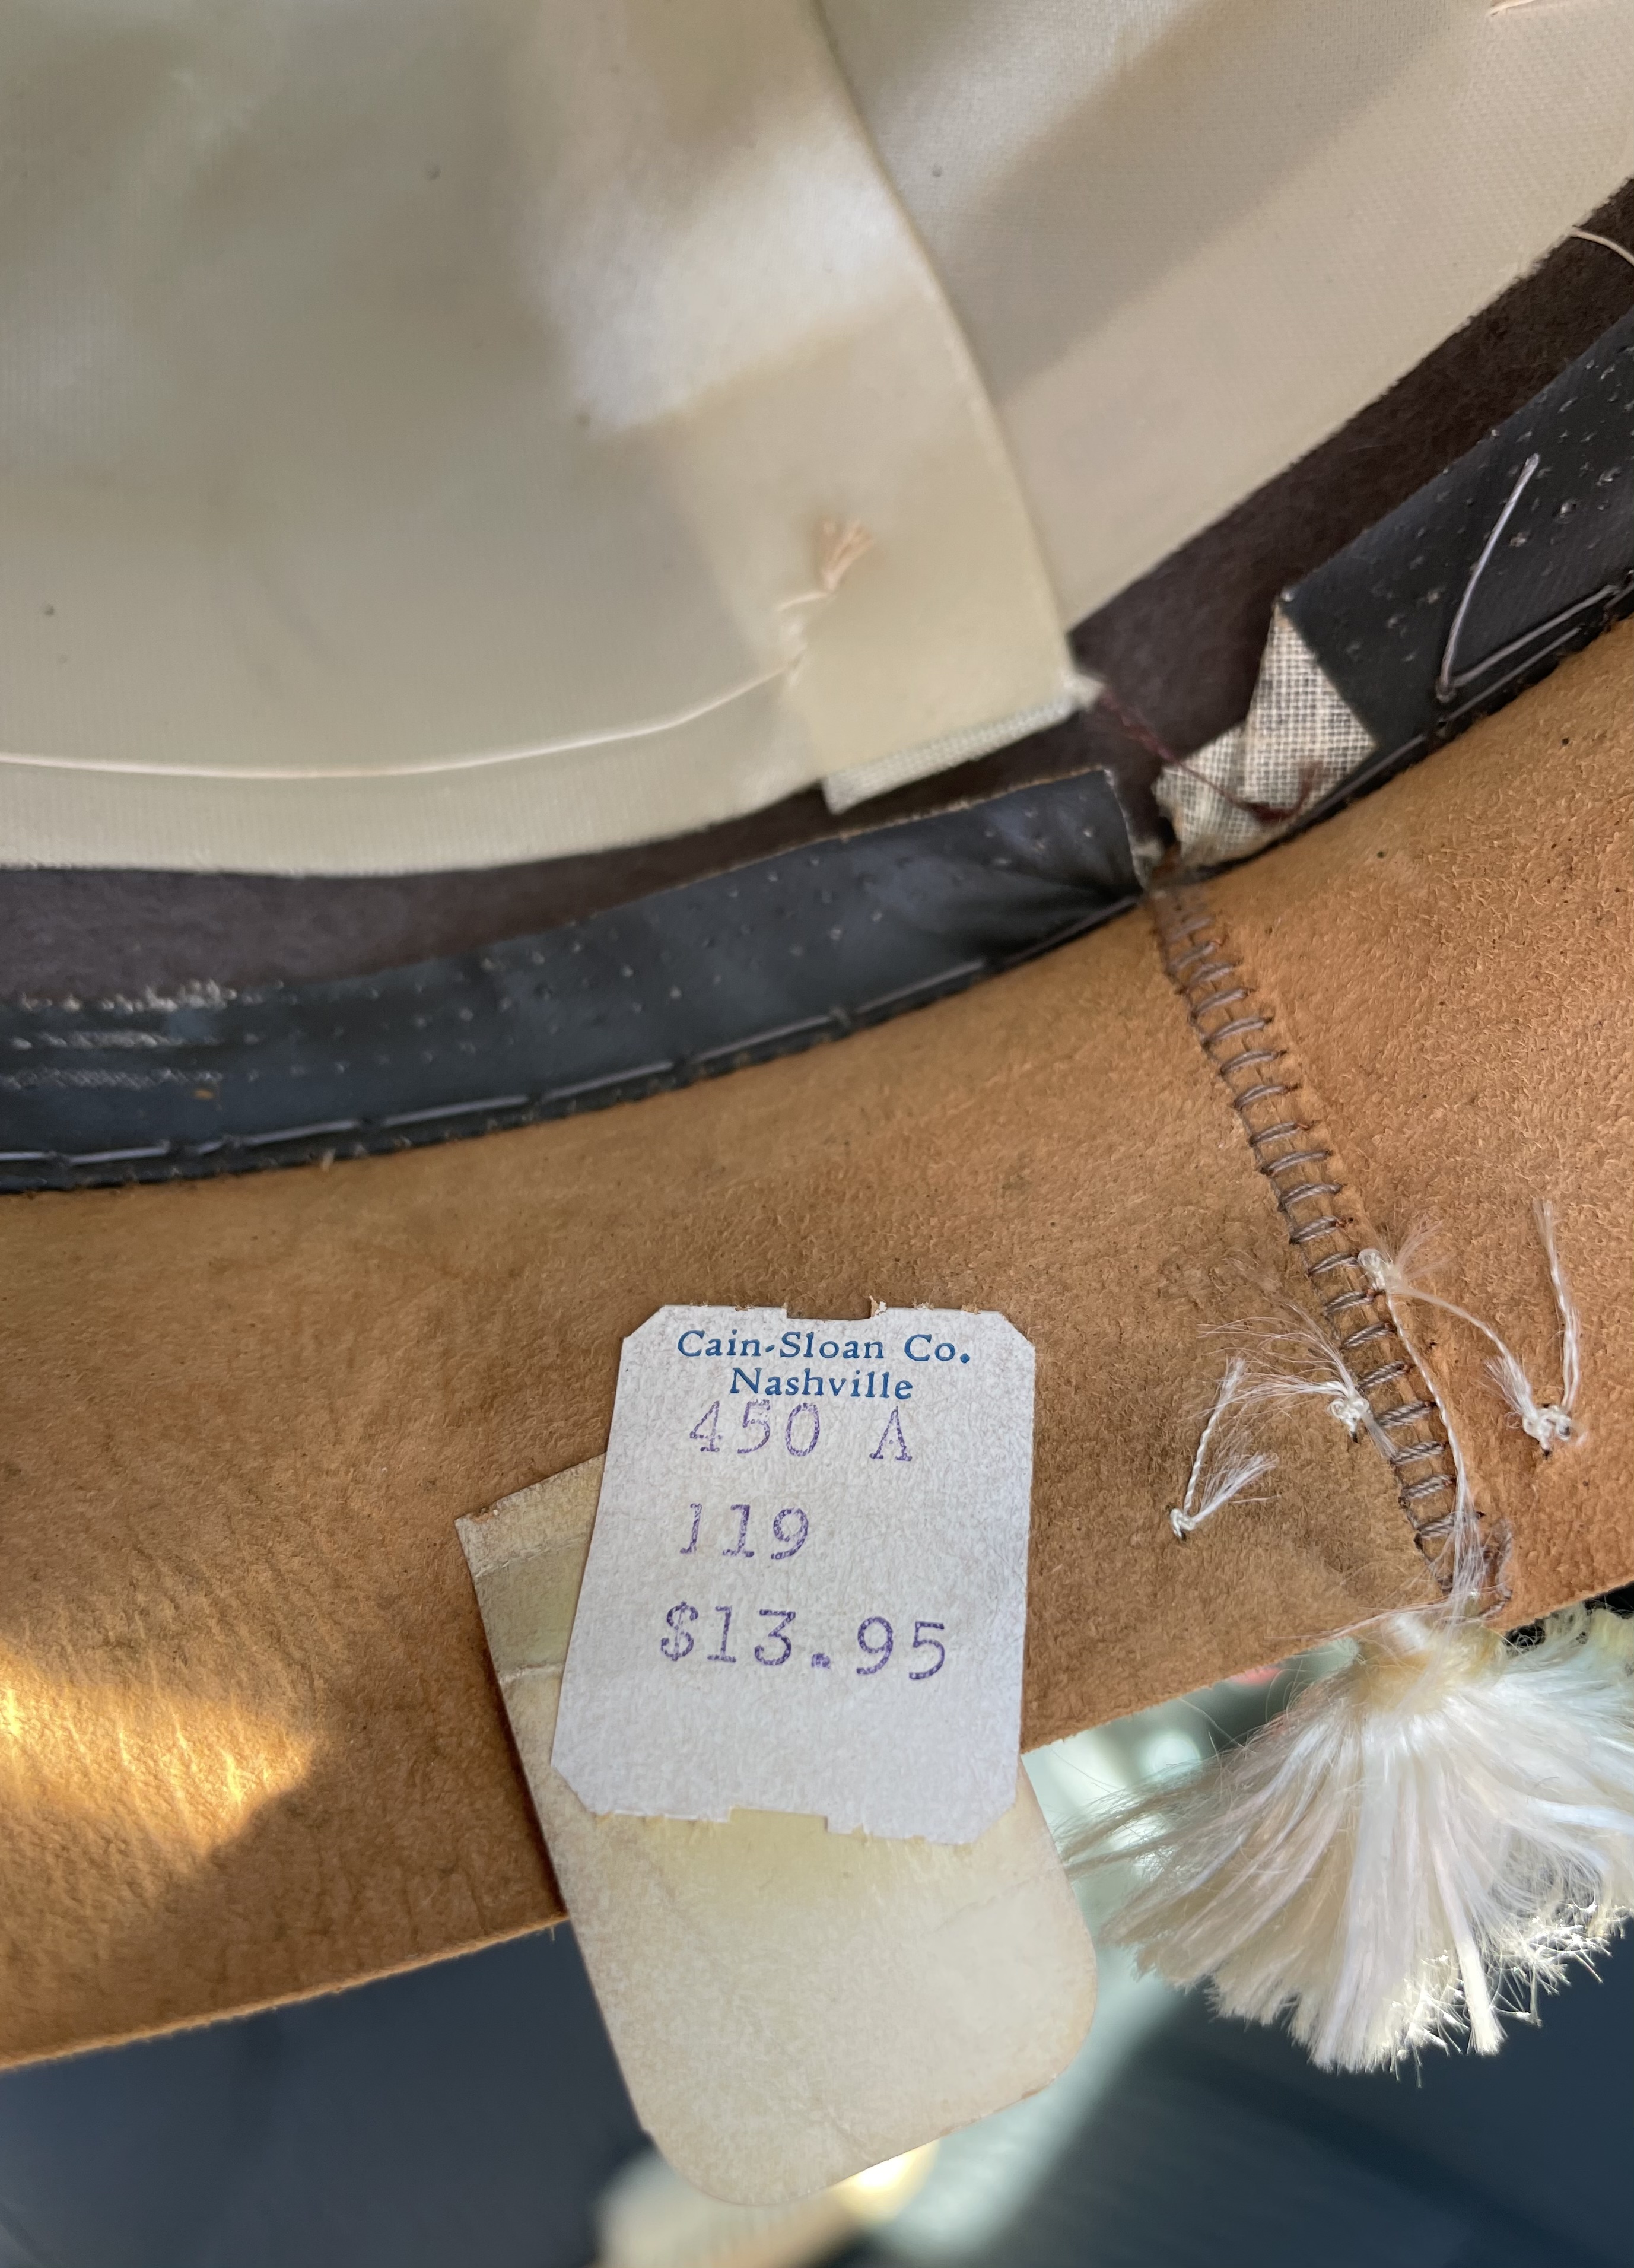 Cain-Sloan Co.
Nashville
450 A
119
$13.95